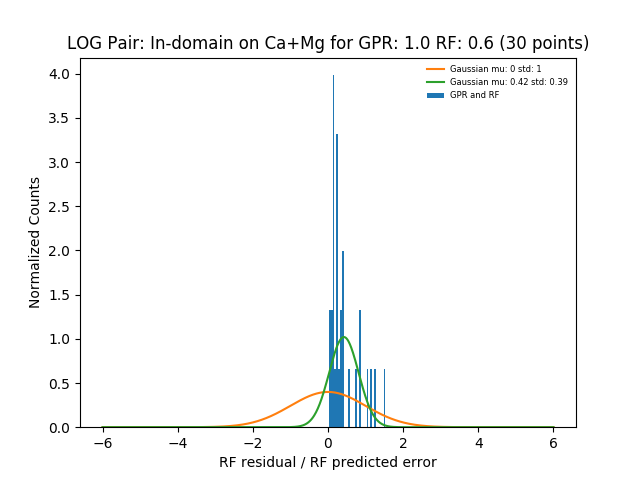 LOG Pair: In-domain on Ca+Mg for GPR: 1.0 RF: 0.6 (30 points)
Gaussian mu: 0 std: 1
Gaussian mu: 0.42 std: 0.39
GPR and RF
Normalized Counts
4.0
3.5
3.0
2.5
2.0
1.5
1.0
0.5
0.0
−6 −4 −2 0 2 4 6
RF residual / RF predicted error